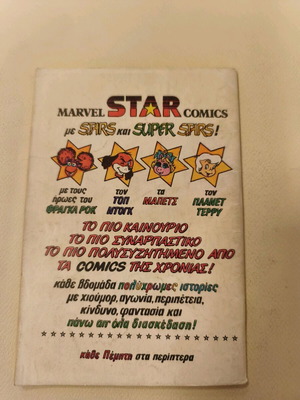 MARVEL STAR COMICS
με STARS και SUPER STARS!
με τους τον τα τον
ήρωες του ΤΟΠ ΜΑΠΕΤΣ ΠΛΑΝΕΤ
ΦΡΑΓΚΛ ΡΟΚ ΝΤΟΓΚ ΤΕΡΡΥ
ΤΟ ΠΙΟ ΚΑΙΝΟΥΡΙΟ
ΤΟ ΠΙΟ ΣΥΝΑΡΠΑΣΤΙΚΟ
ΤΟ ΠΙΟ ΠΟΛΥΣΥΖΗΤΗΜΕΝΟ ΑΠΟ
ΤΑ COMICS ΤΗΣ ΧΡΟΝΙΑΣ!
κάθε βδομάδα πολύχρωμες ιστορίες
με χιούμορ, αγωνία, περιπέτεια,
κίνδυνο, φαντασία και
πάνω απ' όλα διασκέδαση!
κάθε Πέμπτη στα περίπτερα